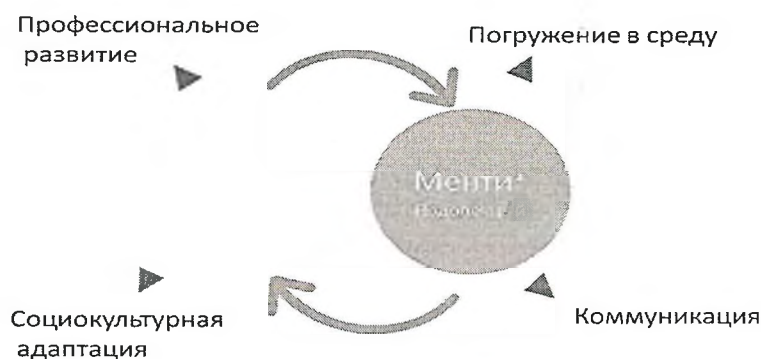 Профессиональное
развитие
Погружение в среду
Менти
Социокультурная
адаптация
Коммуникация